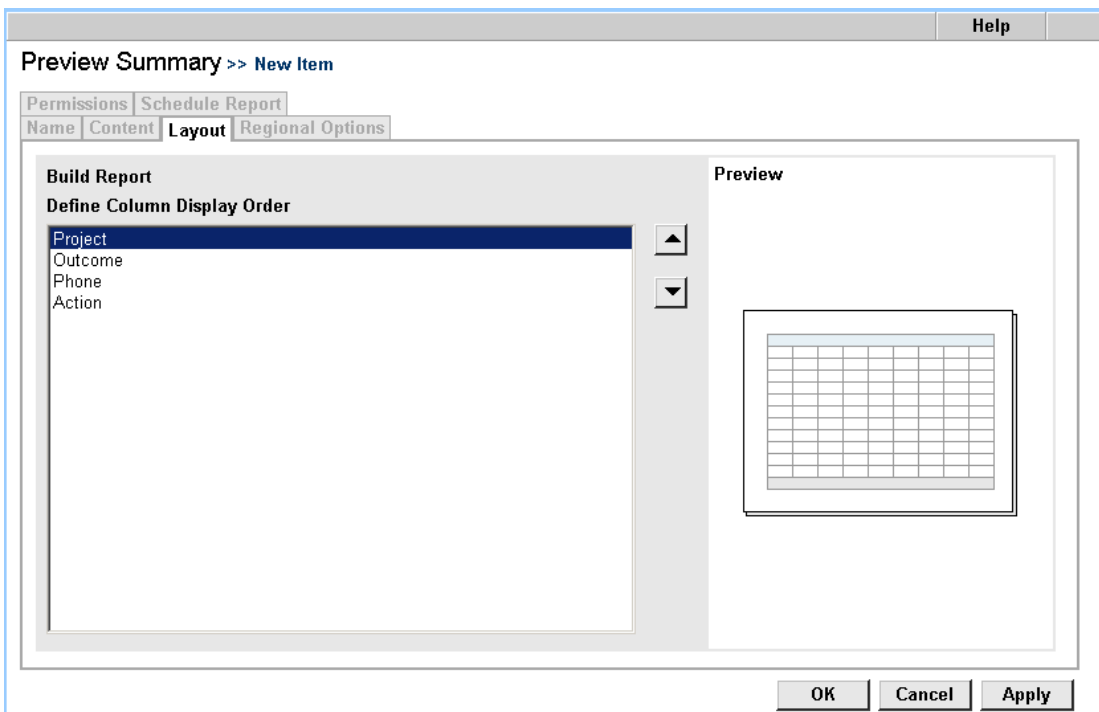 Help
Preview Summary >> New Item
Permissions Schedule Report
Name Content Layout Regional Options
Build Report
Define Column Display Order
Project
Outcome
Phone
Action
Preview
OK Cancel Apply